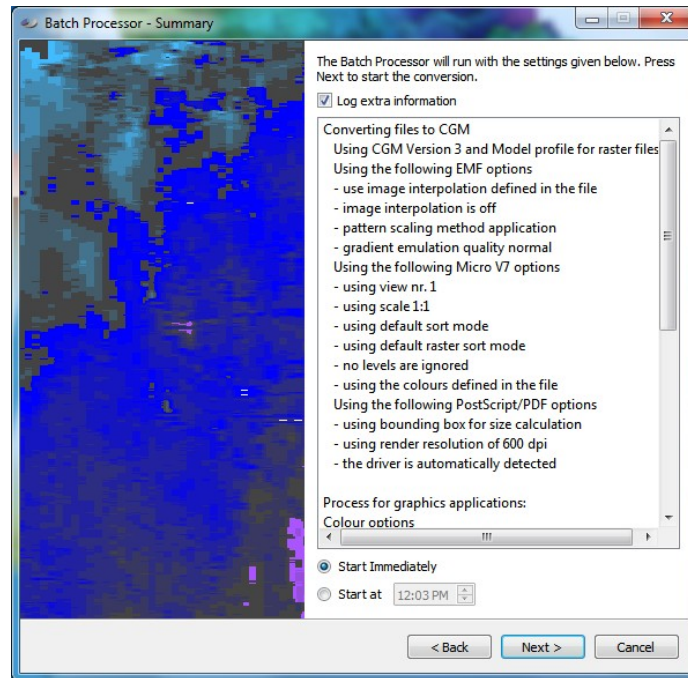 Batch Processor - Summary
The Batch Processor will run with the settings given below. Press
Next to start the conversion.
Log extra information
Converting files to CGM
Using CGM Version 3 and Model profile for raster files
Using the following EMF options
- use image interpolation defined in the file
- image interpolation is off
- pattern scaling method application
- gradient emulation quality normal
Using the following Micro V7 options
- using view nr. 1
- using scale 1:1
- using default sort mode
- using default raster sort mode
- no levels are ignored
- using the colours defined in the file
Using the following PostScript/PDF options
- using bounding box for size calculation
- using render resolution of 600 dpi
- the driver is automatically detected
Process for graphics applications:
Colour options
Start Immediately
Start at 12:03 PM
< Back Next > Cancel